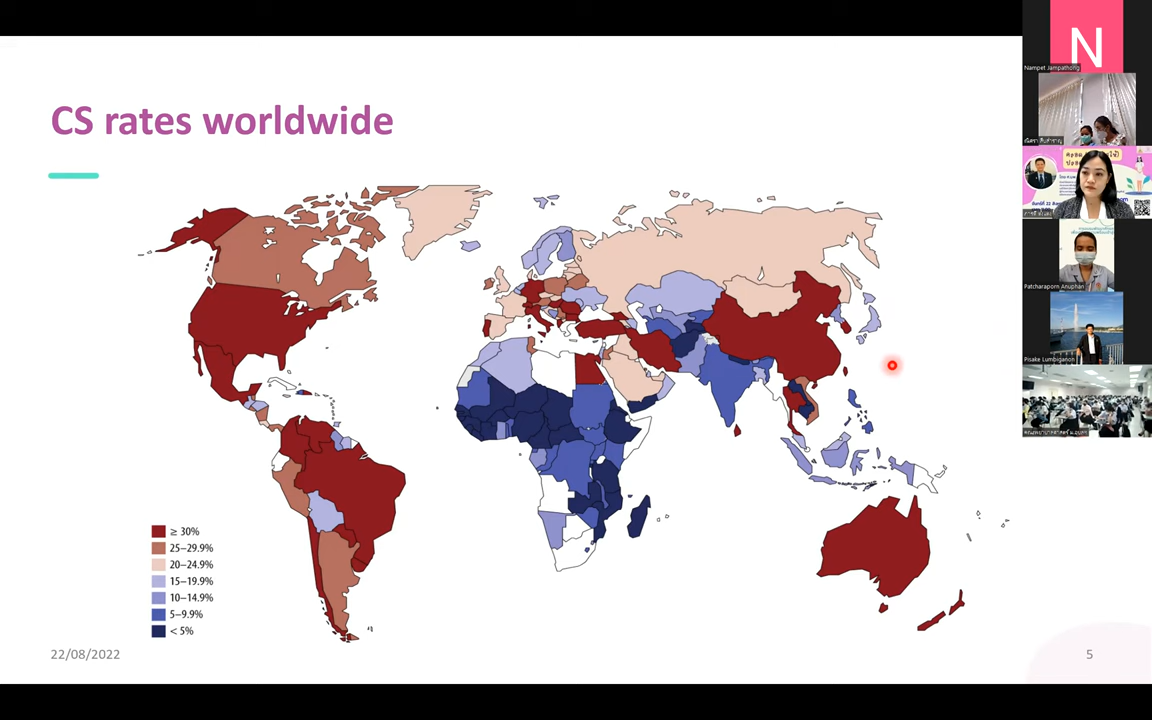 CS rates worldwide
≥ 30%
25–29.9%
20–24.9%
15–19.9%
10–14.9%
5–9.9%
< 5%
22/08/2022
5
N
Nampet Jampathong
Patcharaporn Anuphan
Pisake Lumbiganon